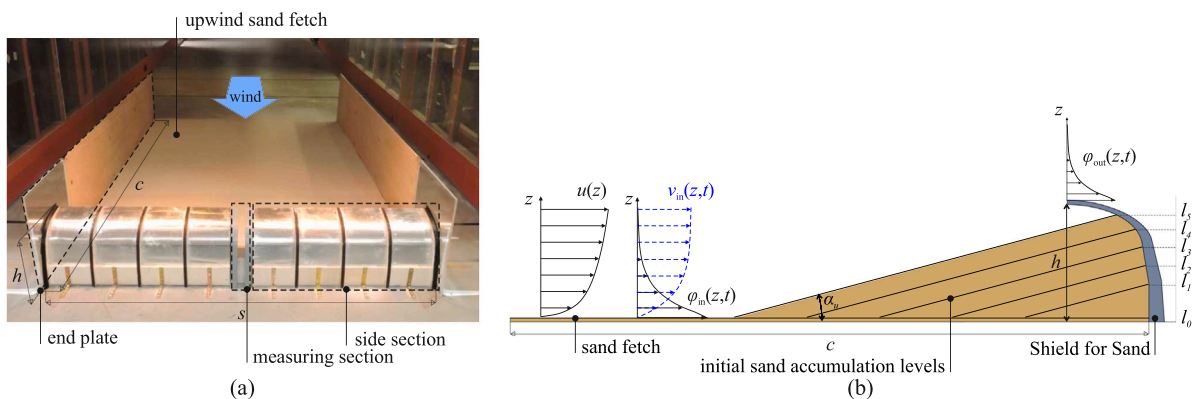 upwind sand fetch
wind
c
h
s
end plate
side section
measuring section
(a)
z
u(z)
z
v_in(z,t)
φ_in(z,t)
α_u
z
φ_out(z,t)
h
l_5
l_4
l_3
l_2
l_1
l_0
c
sand fetch
initial sand accumulation levels
Shield for Sand
(b)